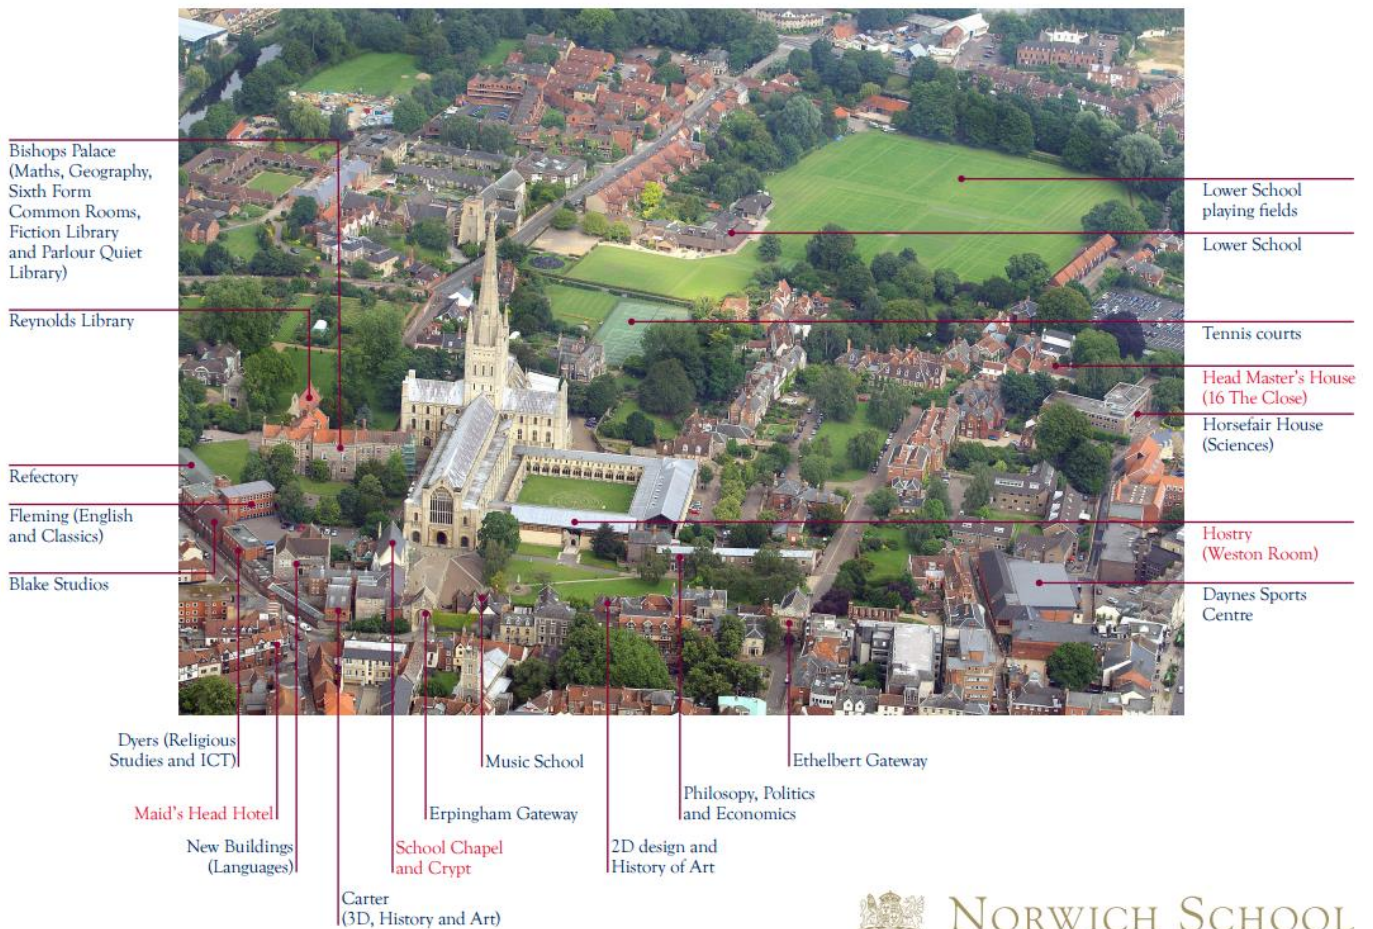 Bishops Palace
(Maths, Geography,
Sixth Form
Common Rooms,
Fiction Library
and Parlour Quiet
Library)
Reynolds Library
Refectory
Fleming (English
and Classics)
Blake Studios
Lower School
playing fields
Lower School
Tennis courts
Head Master's House
(16 The Close)
Horsefair House
(Sciences)
Hostry
(Weston Room)
Daynes Sports
Centre
Dyers (Religious
Studies and ICT)
Maid's Head Hotel
New Buildings
(Languages)
Carter
(3D, History and Art)
School Chapel
and Crypt
Erpingham Gateway
Music School
2D design and
History of Art
Philosopy, Politics
and Economics
Ethelbert Gateway
NORWICH SCHOOL